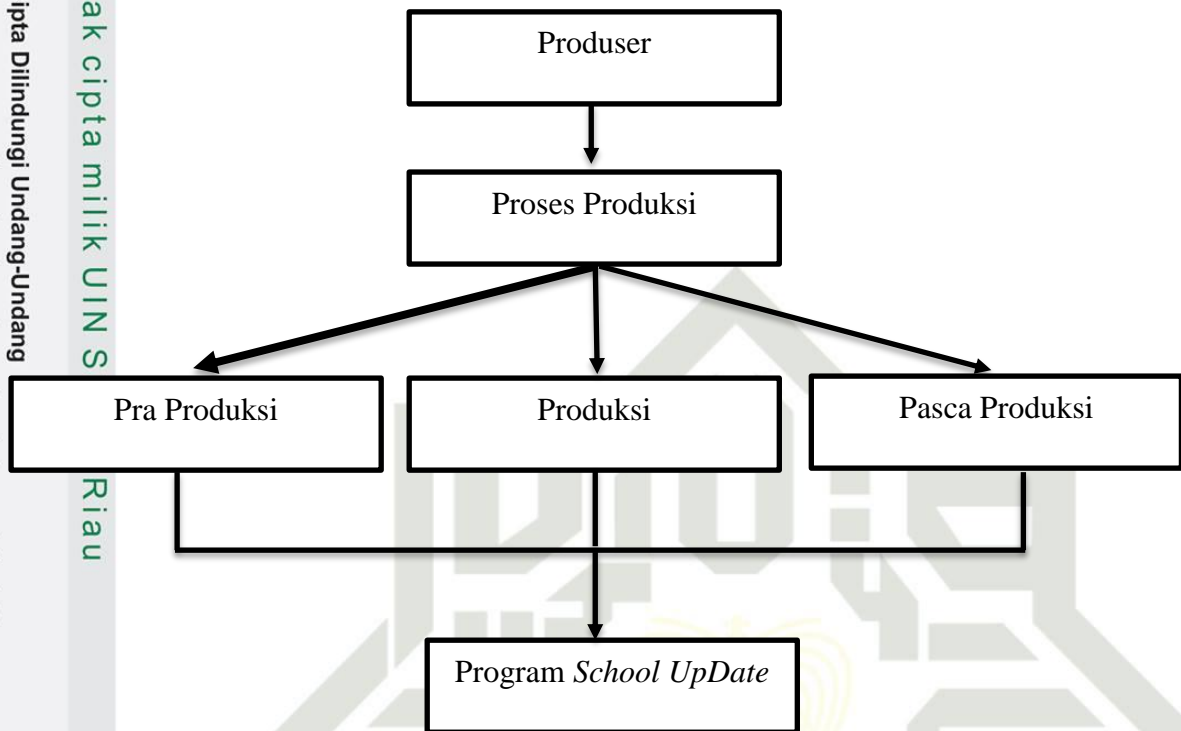 ak cipta milik UIN S
Riau
ipta Dilindungi Undang-Undang
Produser
Proses Produksi
Pra Produksi
Produksi
Pasca Produksi
Program School UpDate